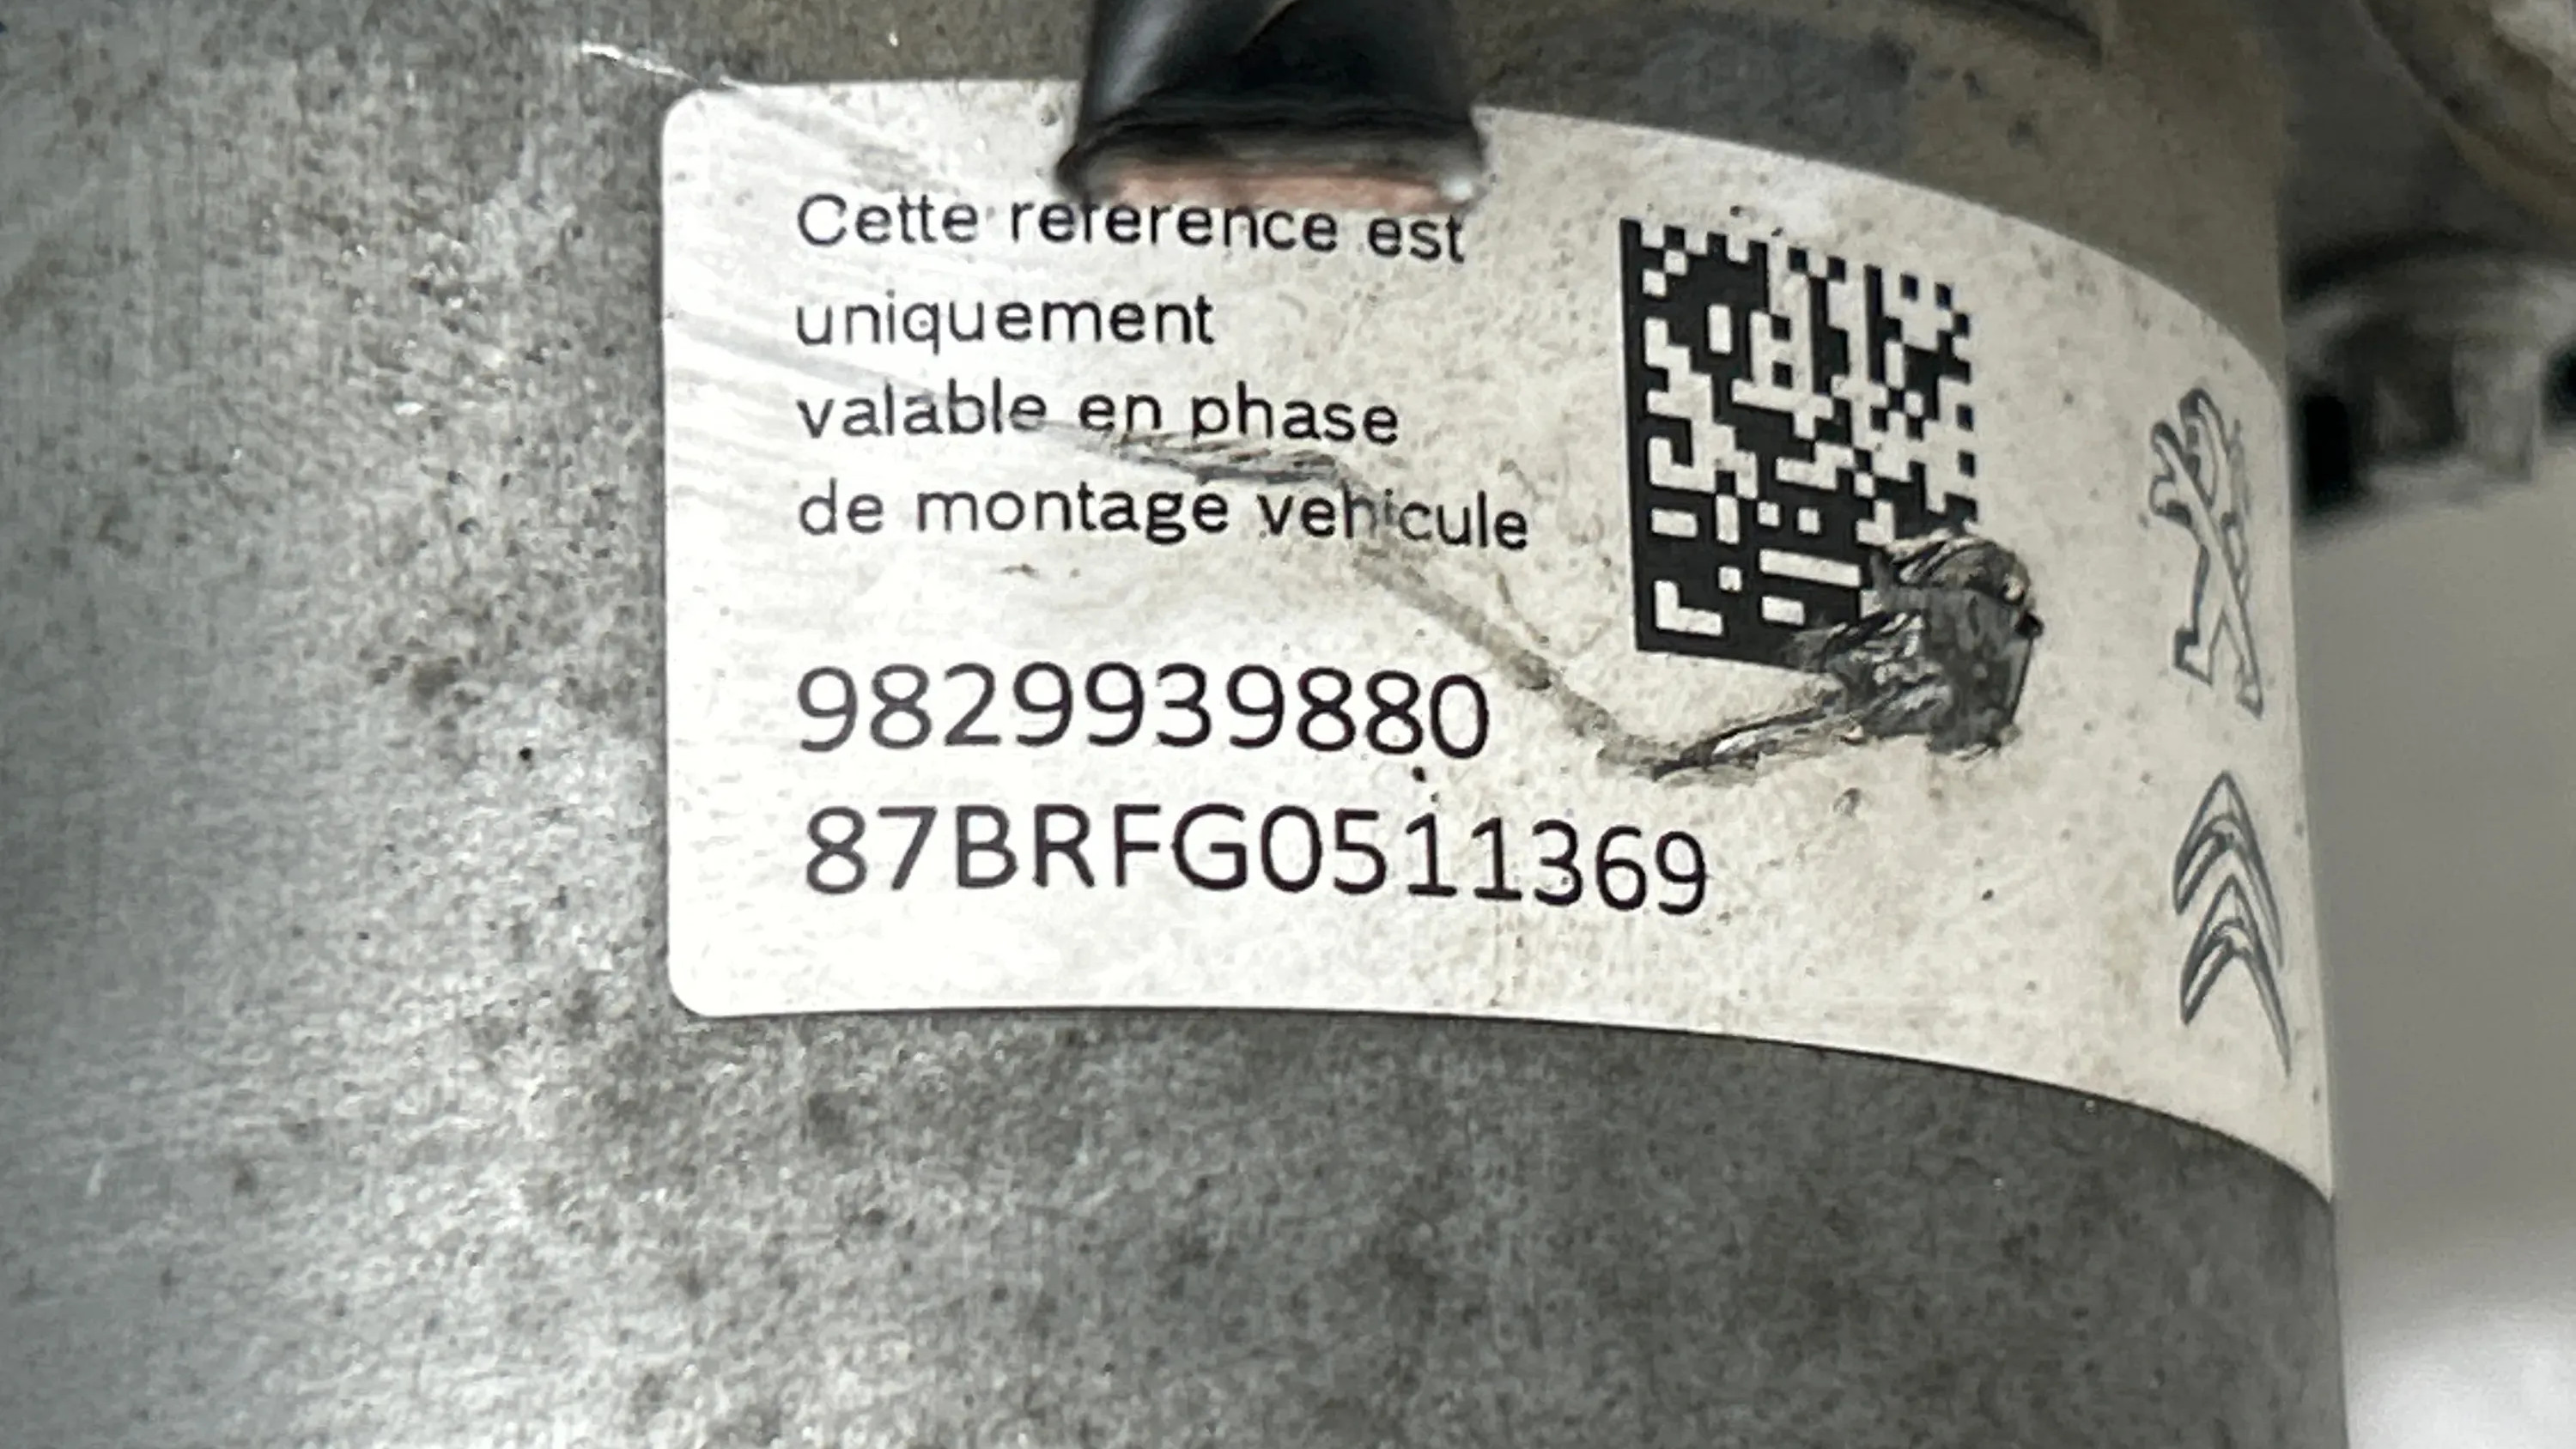 Cette reference est
uniquement
valable en phase
de montage vehicule
9829939880
87BRFG0511369